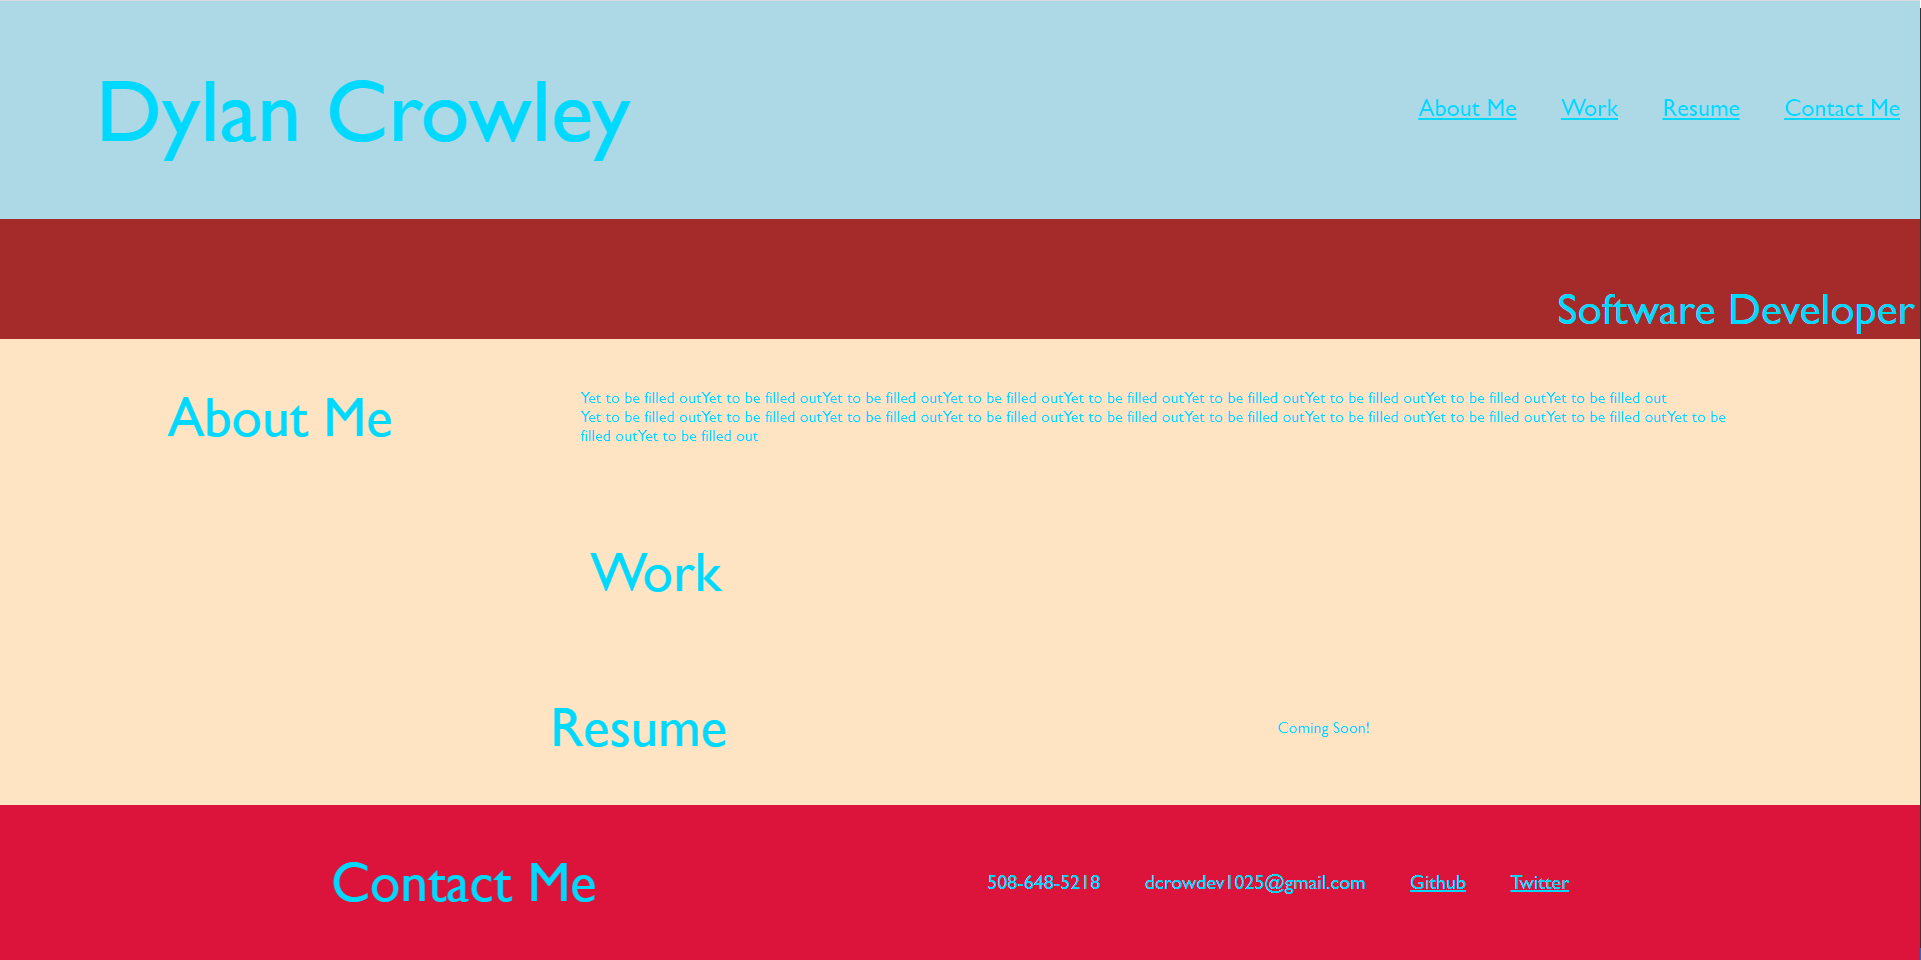 Dylan Crowley
About Me Work Resume Contact Me
Software Developer
About Me
Yet to be filled outYet to be filled outYet to be filled outYet to be filled outYet to be filled outYet to be filled outYet to be filled outYet to be filled outYet to be filled out
Yet to be filled outYet to be filled outYet to be filled outYet to be filled outYet to be filled outYet to be filled outYet to be filled outYet to be filled outYet to be filled outYet to be
filled outYet to be filled out
Work
Resume
Coming Soon!
Contact Me
508-648-5218 dcrowdev1025@gmail.com Github Twitter